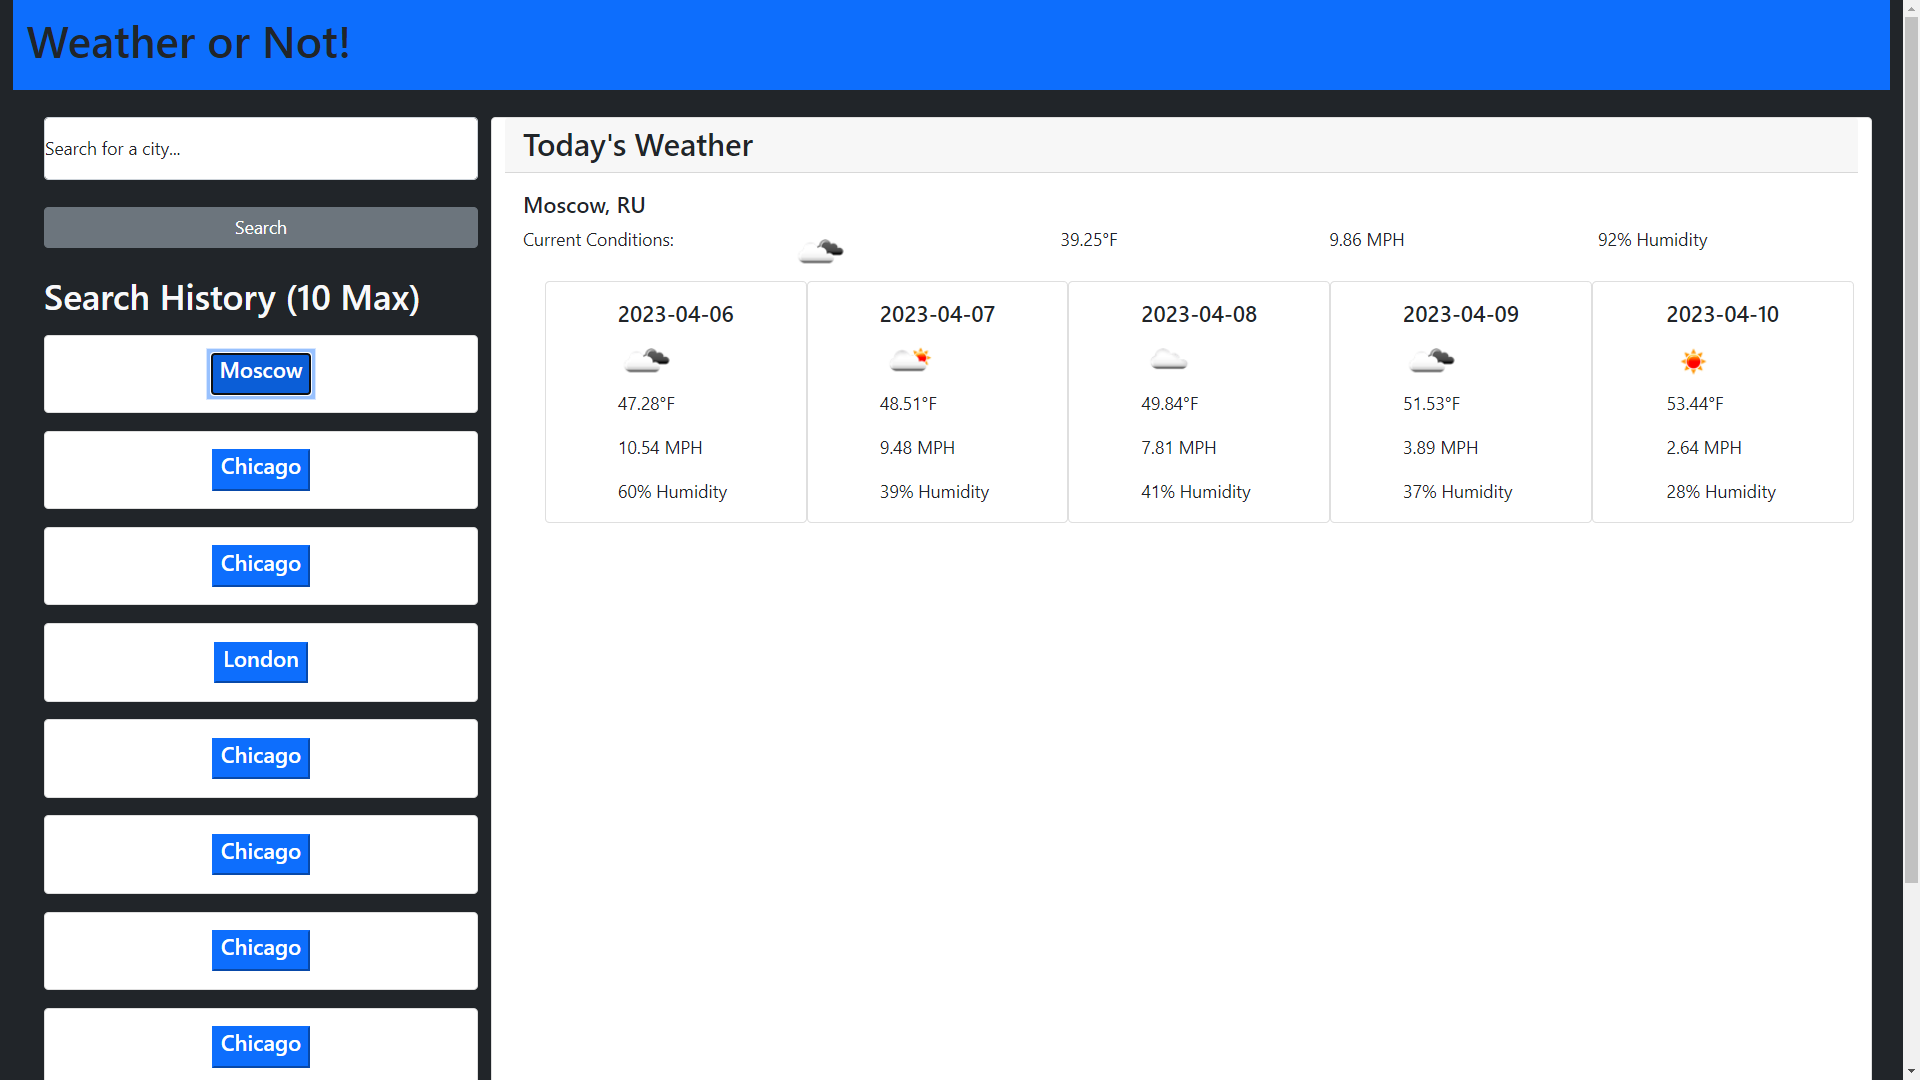 Weather or Not!
Search for a city...
Search
Search History (10 Max)
Moscow
Chicago
Chicago
London
Chicago
Chicago
Chicago
Chicago
Today's Weather
Moscow, RU
Current Conditions: 39.25°F 9.86 MPH 92% Humidity
2023-04-06 2023-04-07 2023-04-08 2023-04-09 2023-04-10
47.28°F 48.51°F 49.84°F 51.53°F 53.44°F
10.54 MPH 9.48 MPH 7.81 MPH 3.89 MPH 2.64 MPH
60% Humidity 39% Humidity 41% Humidity 37% Humidity 28% Humidity